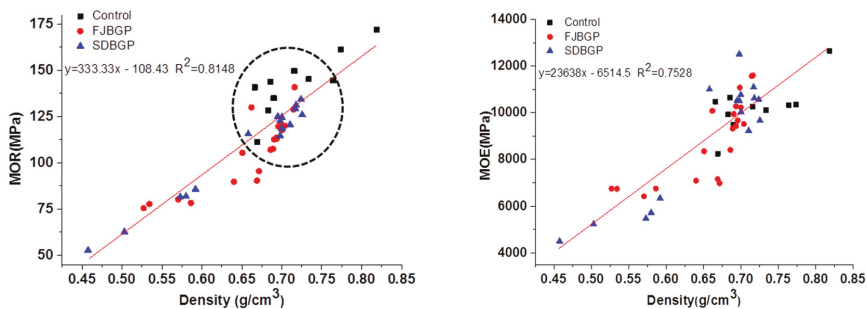 Control
FJBGP
SDBGP
y=333.33x - 108.43 R²=0.8148
MOR(MPa)
175
150
125
100
75
50
0.45 0.50 0.55 0.60 0.65 0.70 0.75 0.80 0.85
Density (g/cm³)
Control
FJBGP
SDBGP
y=23638x - 6514.5 R²=0.7528
MOE(MPa)
14000
12000
10000
8000
6000
4000
0.45 0.50 0.55 0.60 0.65 0.70 0.75 0.80 0.85
Density(g/cm³)